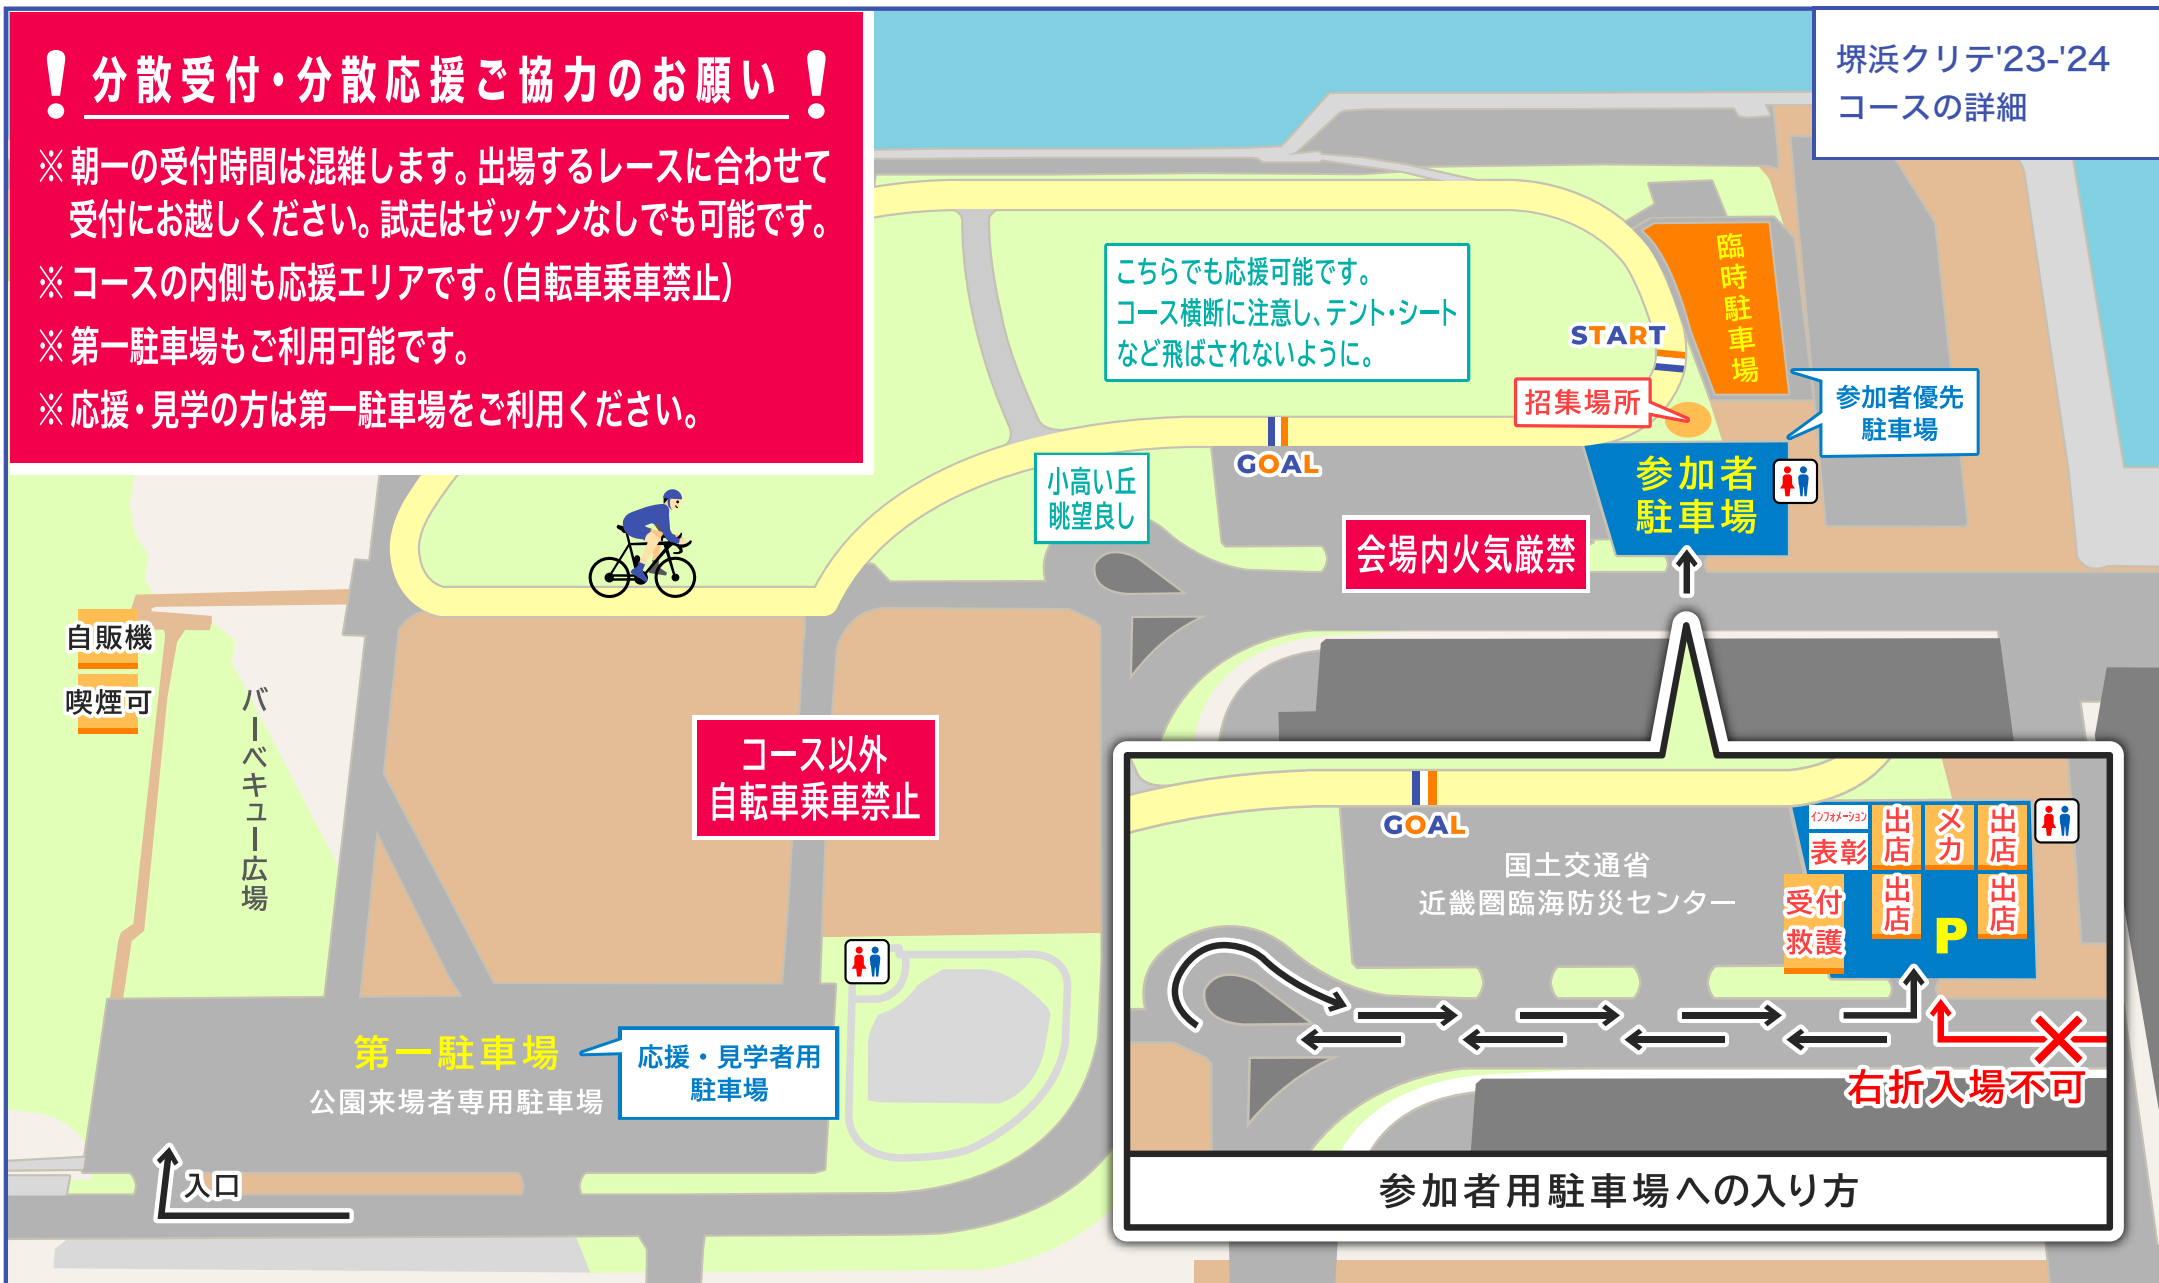 分散受付・分散応援ご協力のお願い
※朝一の受付時間は混雑します。出場するレースに合わせて
受付にお越しください。試走はゼッケンなしでも可能です。
※コースの内側も応援エリアです。(自転車乗車禁止)
※第一駐車場もご利用可能です。
※応援・見学の方は第一駐車場をご利用ください。
堺浜クリテ'23-'24
コースの詳細
こちらでも応援可能です。
コース横断に注意し、テント・シート
など飛ばされないように。
START
臨時駐車場
招集場所
参加者優先
駐車場
GOAL
小高い丘
眺望良し
参加者
駐車場
会場内火気厳禁
自販機
喫煙可
バーベキュー広場
コース以外
自転車乗車禁止
第一駐車場
公園来場者専用駐車場
応援・見学者用
駐車場
入口
GOAL
国土交通省
近畿圏臨海防災センター
インフォメーション
表彰
出店
メカ
出店
受付
救護
出店
P
出店
右折入場不可
参加者用駐車場への入り方